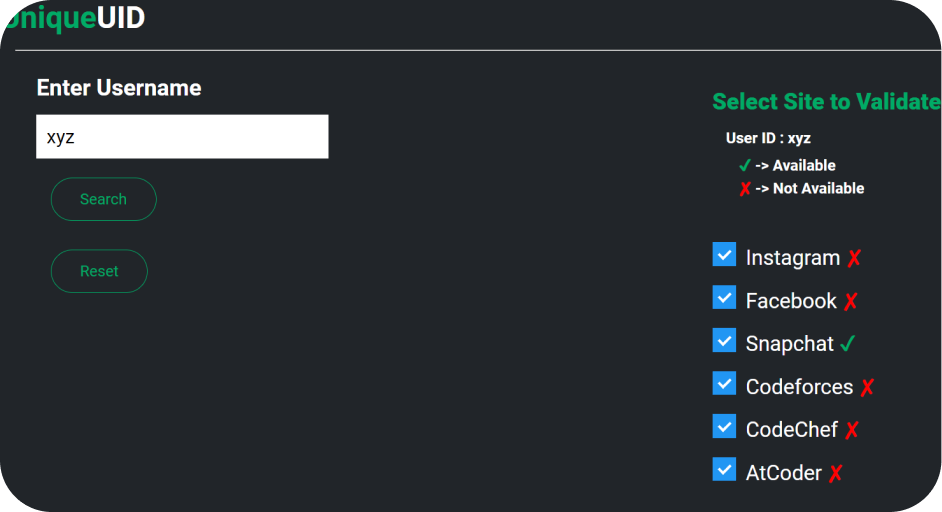 UniqueUID
Enter Username
xyz
Search
Reset
Select Site to Validate
User ID : xyz
✓ -> Available
✗ -> Not Available
Instagram ✗
Facebook ✗
Snapchat ✓
Codeforces ✗
CodeChef ✗
AtCoder ✗